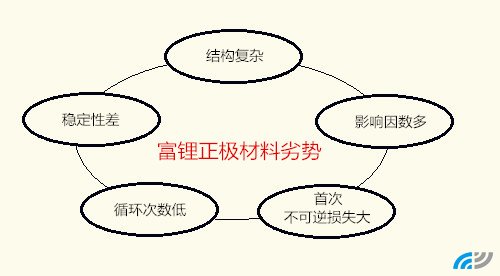 结构复杂
稳定性差
影响因数多
富锂正极材料劣势
循环次数低
首次
不可逆损失大